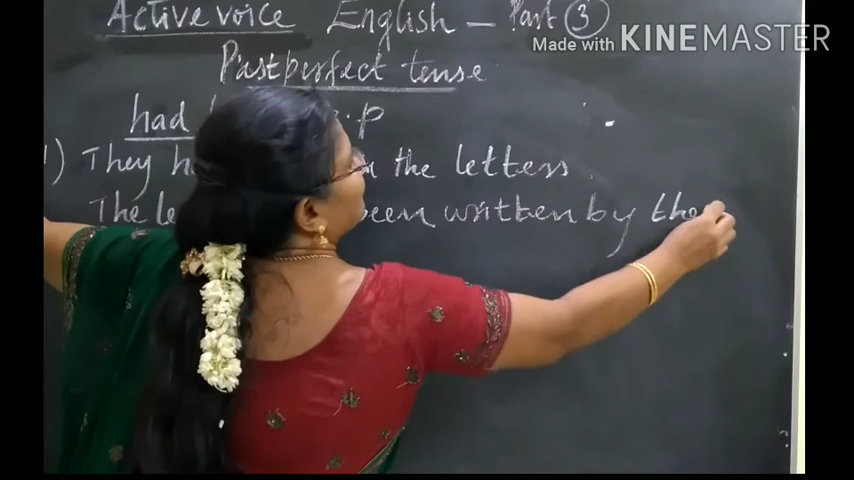 Active voice English - Part 3
Made with KINEMASTER
Past perfect tense
had p.p
1) They the letters.
The been written by the